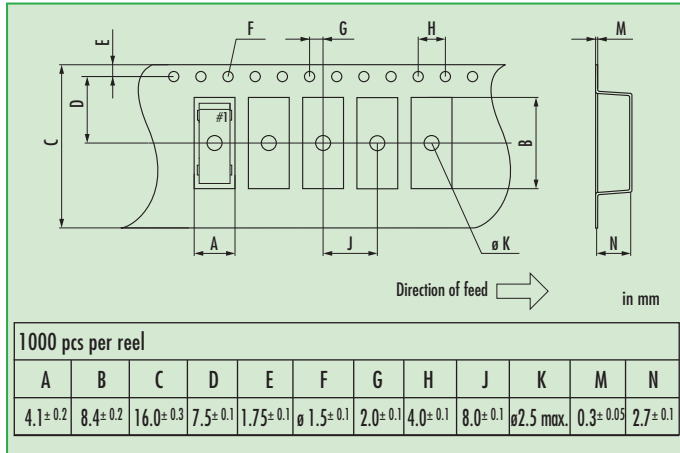 F G H M
E
D
C
#1
B
A
J
ø K
N
Direction of feed
in mm
1000 pcs per reel
A B C D E F G H J K M N
4.1± 0.2 8.4± 0.2 16.0± 0.3 7.5± 0.1 1.75± 0.1 ø 1.5± 0.1 2.0± 0.1 4.0± 0.1 8.0± 0.1 ø2.5 max. 0.3± 0.05 2.7± 0.1